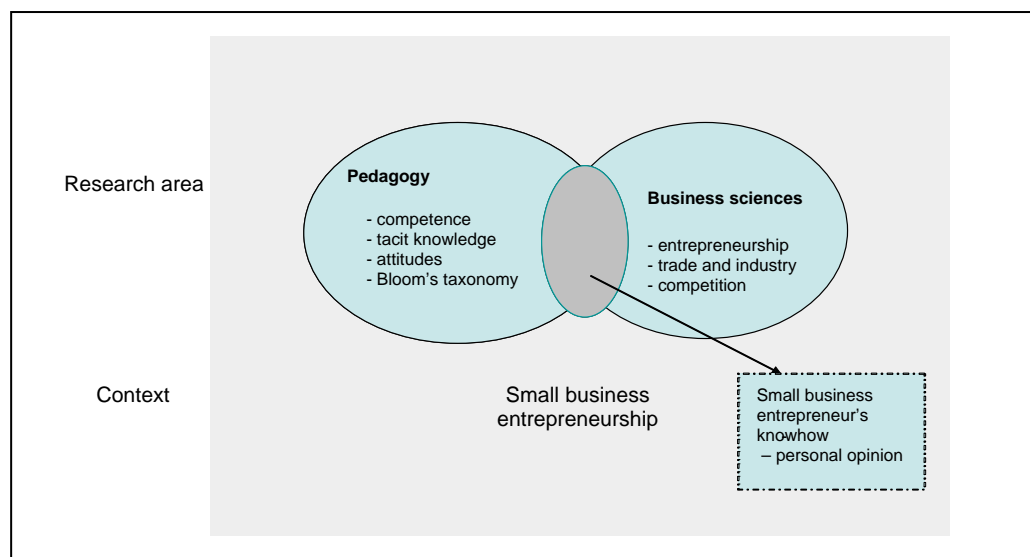 Research area
Pedagogy
- competence
- tacit knowledge
- attitudes
- Bloom's taxonomy
Business sciences
- entrepreneurship
- trade and industry
- competition
Context
Small business
entrepreneurship
Small business
entrepreneur's
knowhow
– personal opinion